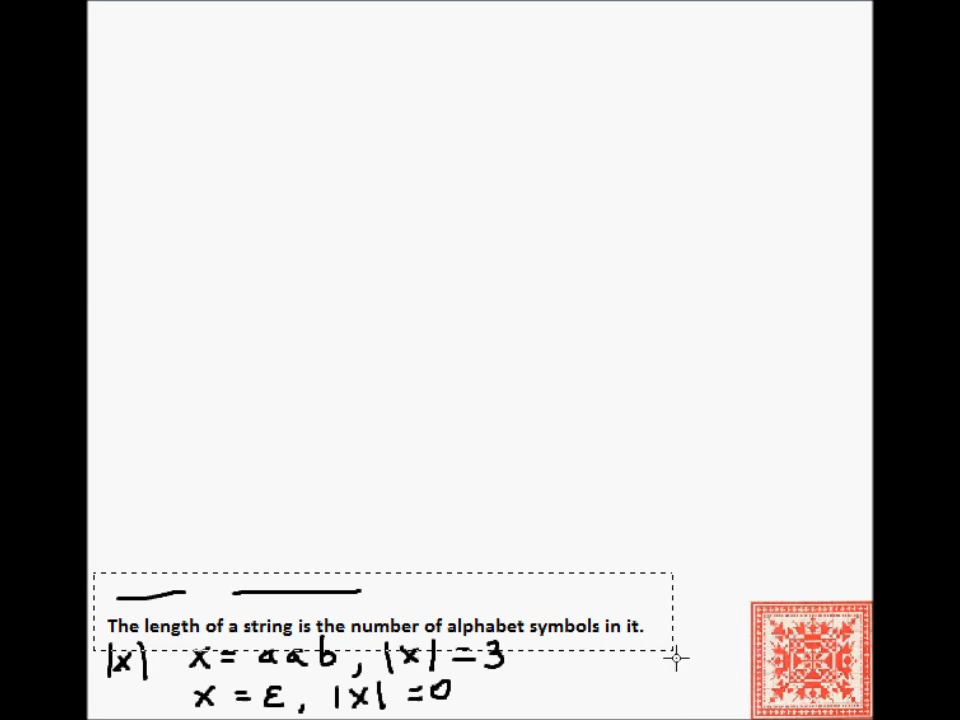 The length of a string is the number of alphabet symbols in it.
|x| x = aab, |x| = 3
x = ε, |x| = 0